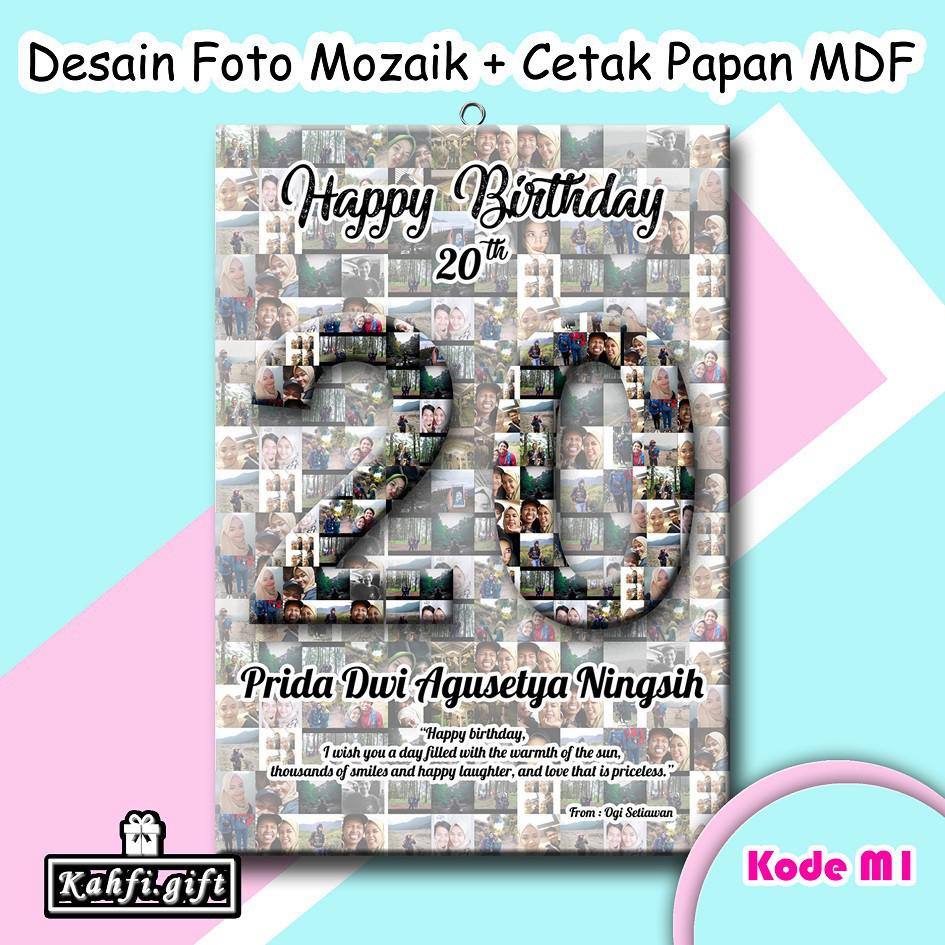 Desain Foto Mozaik + Cetak Papan MDF
Happy Birthday
20th
20
Prida Dwi Agusetya Ningsih
“Happy birthday,
I wish you a day filled with the warmth of the sun,
thousands of smiles and happy laughter, and love that is priceless.”
From : Ogi Setiawan
Kahfi.gift
Kode M1